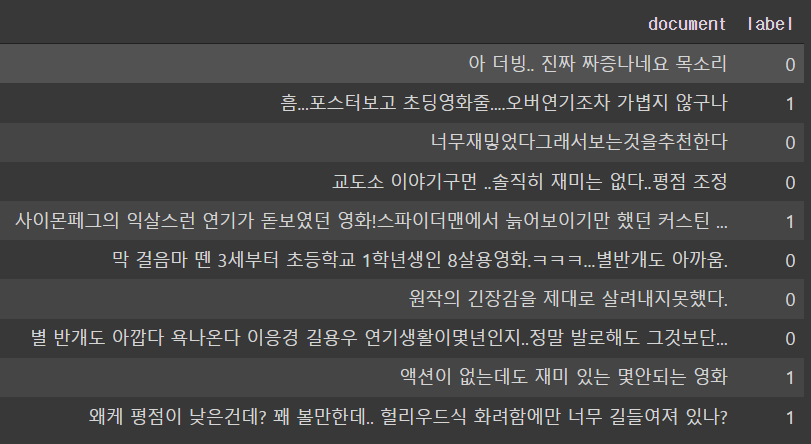 document label
아 더빙.. 진짜 짜증나네요 목소리 0
흠...포스터보고 초딩영화줄....오버연기조차 가볍지 않구나 1
너무재밓었다그래서보는것을추천한다 0
교도소 이야기구먼 ..솔직히 재미는 없다..평점 조정 0
사이몬페그의 익살스런 연기가 돋보였던 영화!스파이더맨에서 늙어보이기만 했던 커스틴 ... 1
막 걸음마 뗀 3세부터 초등학교 1학년생인 8살용영화.ㅋㅋㅋ...별반개도 아까움. 0
원작의 긴장감을 제대로 살려내지못했다. 0
별 반개도 아깝다 욕나온다 이응경 길용우 연기생활이몇년인지..정말 발로해도 그것보단... 0
액션이 없는데도 재미 있는 몇안되는 영화 1
왜케 평점이 낮은건데? 꽤 볼만한데.. 헐리우드식 화려함에만 너무 길들여져 있나? 1